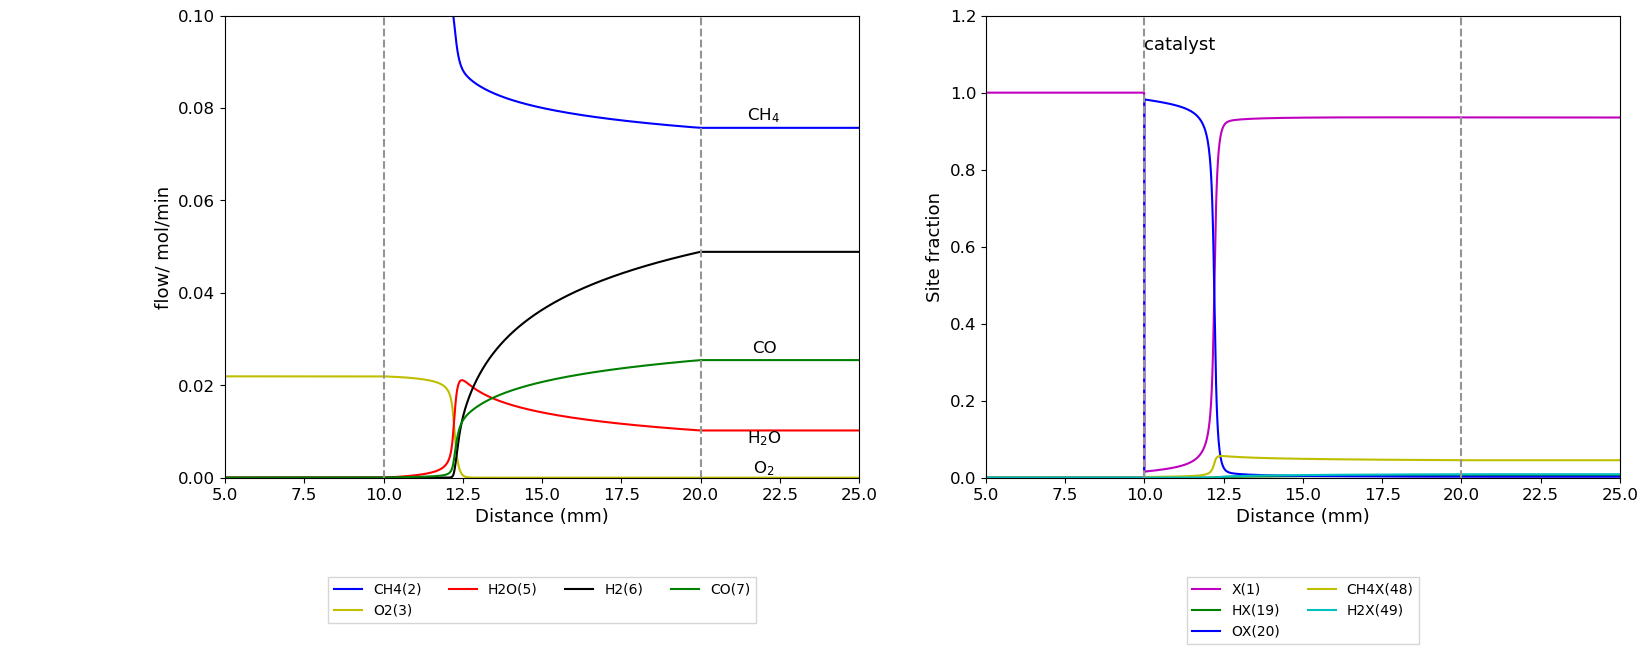 0.10
0.08
0.06
0.04
0.02
0.00
flow/ mol/min
CH₄
CO
H₂O
O₂
5.0 7.5 10.0 12.5 15.0 17.5 20.0 22.5 25.0
Distance (mm)
CH4(2) H2O(5) H2(6) CO(7)
O2(3)
1.2
1.0
0.8
0.6
0.4
0.2
0.0
Site fraction
catalyst
5.0 7.5 10.0 12.5 15.0 17.5 20.0 22.5 25.0
Distance (mm)
X(1) CH4X(48)
HX(19) H2X(49)
OX(20)